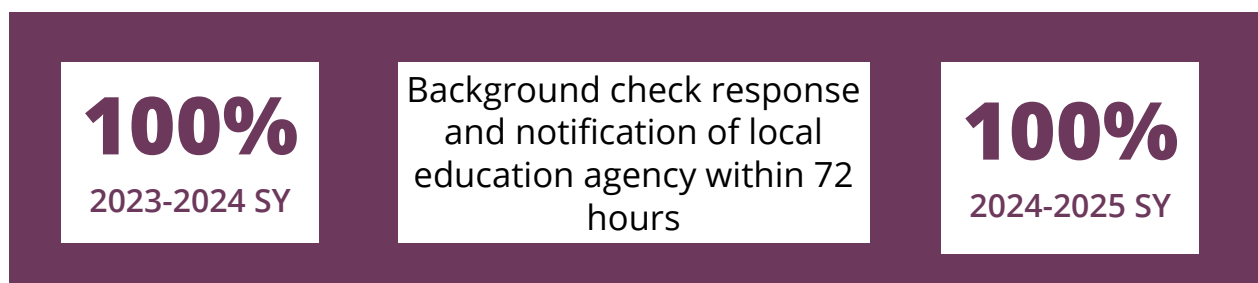 100%
2023-2024 SY
Background check response
and notification of local
education agency within 72
hours
100%
2024-2025 SY